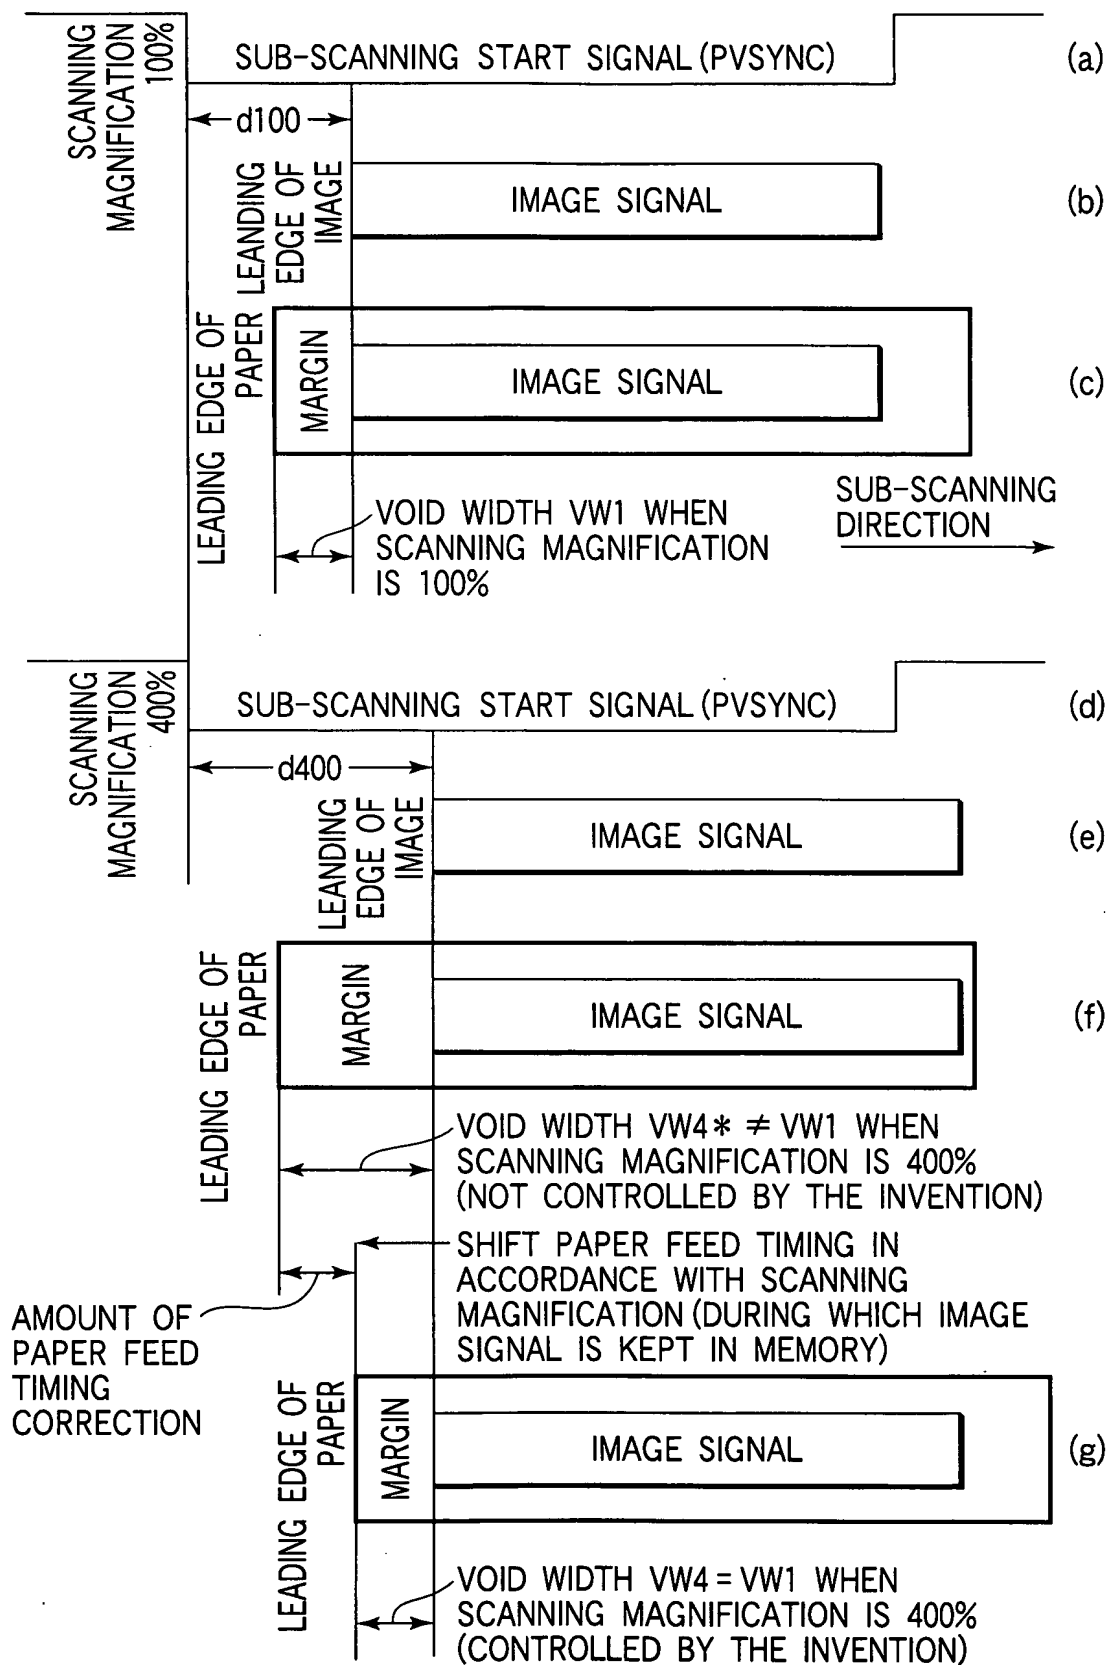 SCANNING
MAGNIFICATION
100%
SUB-SCANNING START SIGNAL (PVSYNC)
(a)
d100
LEANDING
EDGE OF
IMAGE
IMAGE SIGNAL
(b)
LEADING EDGE OF
PAPER
MARGIN
IMAGE SIGNAL
(c)
VOID WIDTH VW1 WHEN
SCANNING MAGNIFICATION
IS 100%
SUB-SCANNING
DIRECTION
SCANNING
MAGNIFICATION
400%
SUB-SCANNING START SIGNAL (PVSYNC)
(d)
d400
LEANDING
EDGE OF
IMAGE
IMAGE SIGNAL
(e)
LEADING EDGE OF
PAPER
MARGIN
IMAGE SIGNAL
(f)
VOID WIDTH VW4* ≠ VW1 WHEN
SCANNING MAGNIFICATION IS 400%
(NOT CONTROLLED BY THE INVENTION)
SHIFT PAPER FEED TIMING IN
ACCORDANCE WITH SCANNING
MAGNIFICATION (DURING WHICH IMAGE
SIGNAL IS KEPT IN MEMORY)
AMOUNT OF
PAPER FEED
TIMING
CORRECTION
LEADING EDGE OF
PAPER
MARGIN
IMAGE SIGNAL
(g)
VOID WIDTH VW4 = VW1 WHEN
SCANNING MAGNIFICATION IS 400%
(CONTROLLED BY THE INVENTION)